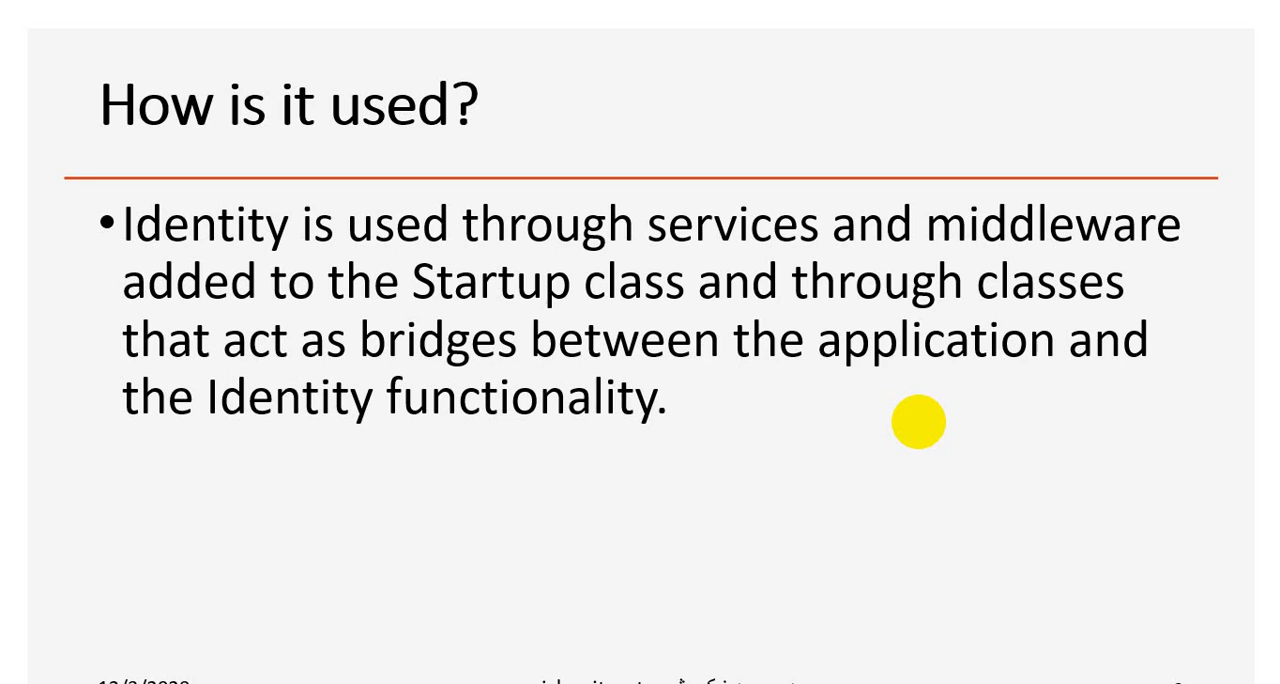 How is it used?
• Identity is used through services and middleware
added to the Startup class and through classes
that act as bridges between the application and
the Identity functionality.